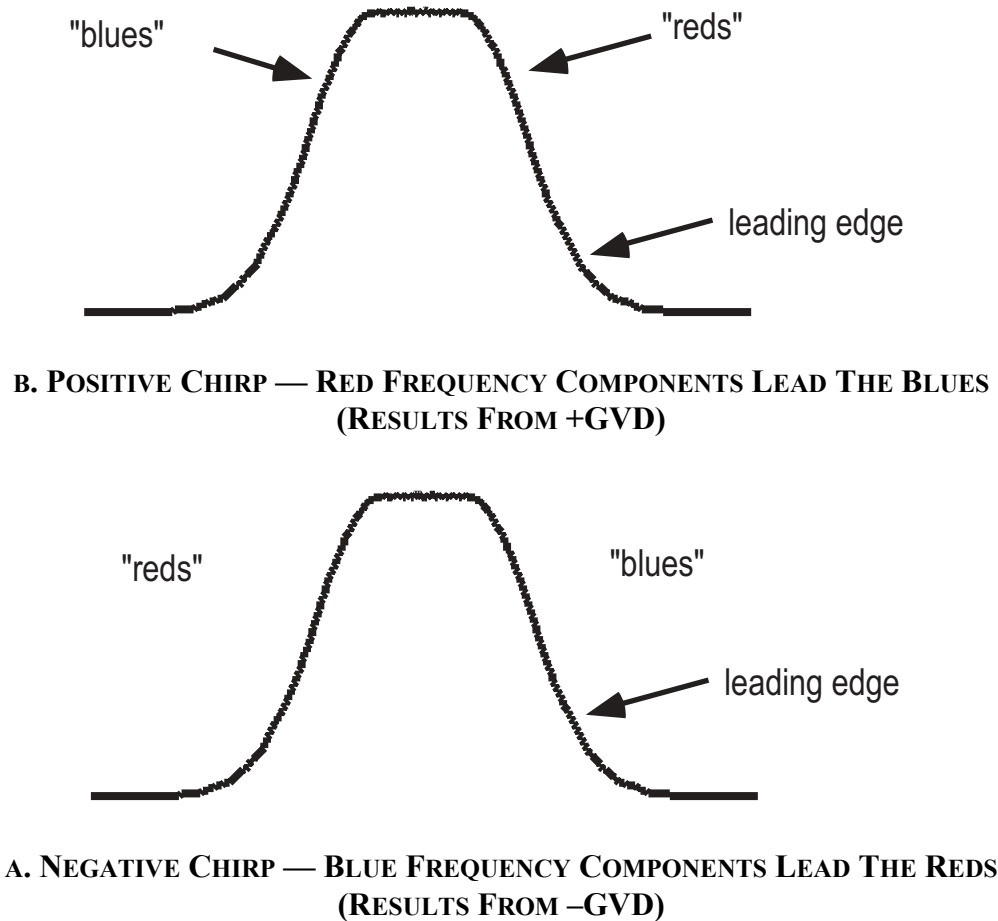 "blues"
"reds"
leading edge
B. POSITIVE CHIRP — RED FREQUENCY COMPONENTS LEAD THE BLUES
(RESULTS FROM +GVD)
"reds"
"blues"
leading edge
A. NEGATIVE CHIRP — BLUE FREQUENCY COMPONENTS LEAD THE REDS
(RESULTS FROM –GVD)